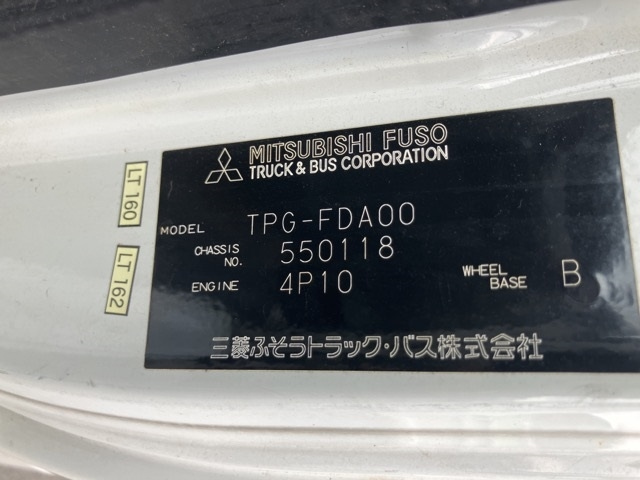 MITSUBISHI FUSO
TRUCK & BUS CORPORATION
MODEL TPG-FDA00
CHASSIS NO. 550118
ENGINE 4P10 WHEEL BASE B
三菱ふそうトラック・バス株式会社
LT 160
LT 162